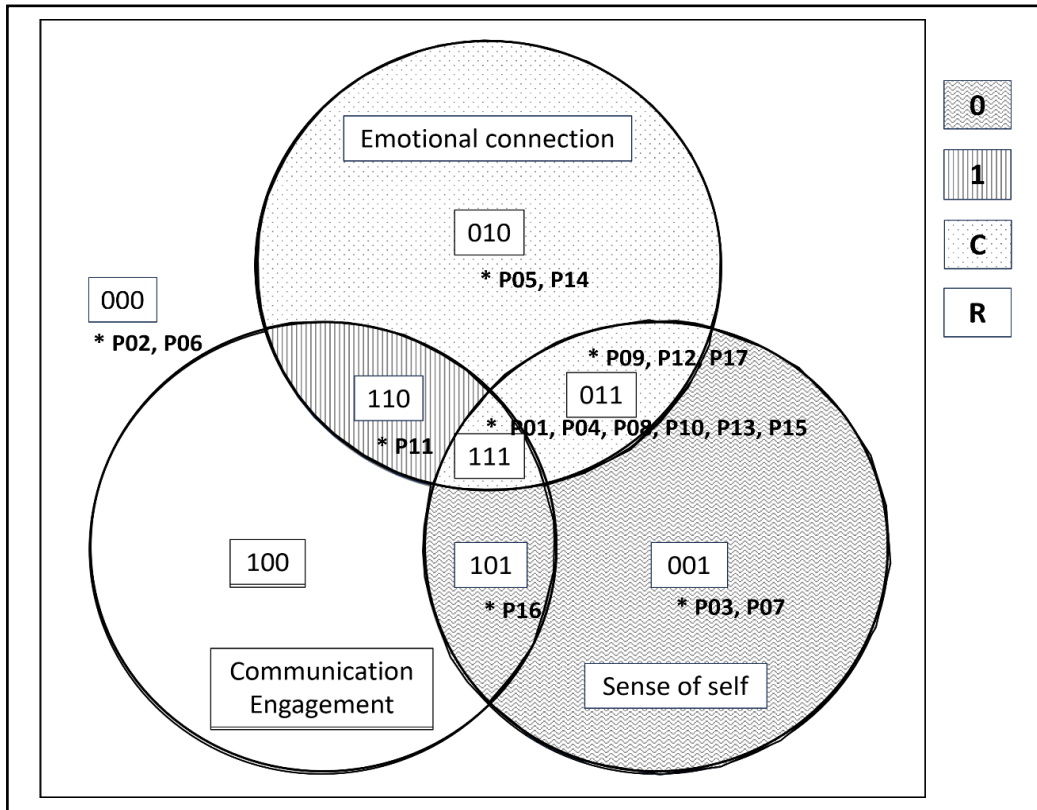 Emotional connection
010
* P05, P14
000
* P02, P06
* P09, P12, P17
011
110
* P01, P04, P08, P10, P13, P15
* P11
111
100
101
001
* P16
* P03, P07
Communication
Engagement
Sense of self
0
1
C
R